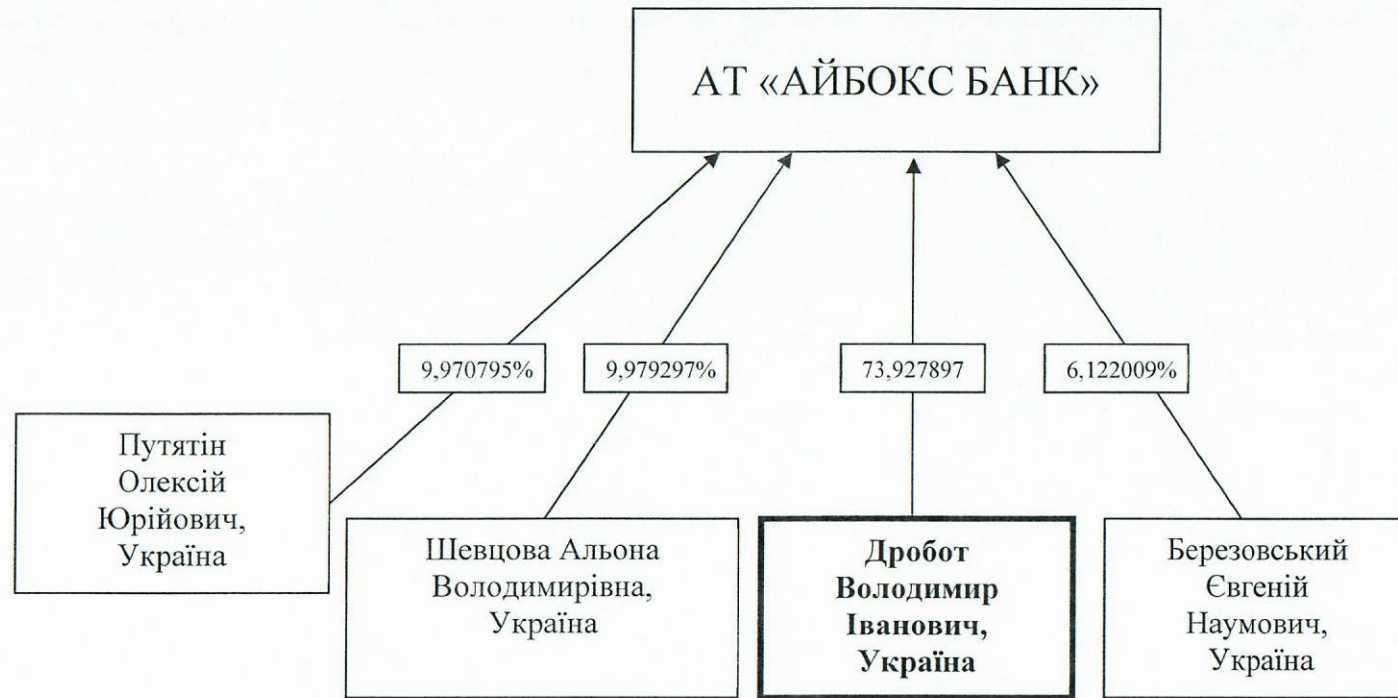 АТ «АЙБОКС БАНК»
9,970795%
9,979297%
73,927897
6,122009%
Путятін
Олексій
Юрійович,
Україна
Шевцова Альона
Володимирівна,
Україна
Дробот
Володимир
Іванович,
Україна
Березовський
Євгеній
Наумович,
Україна